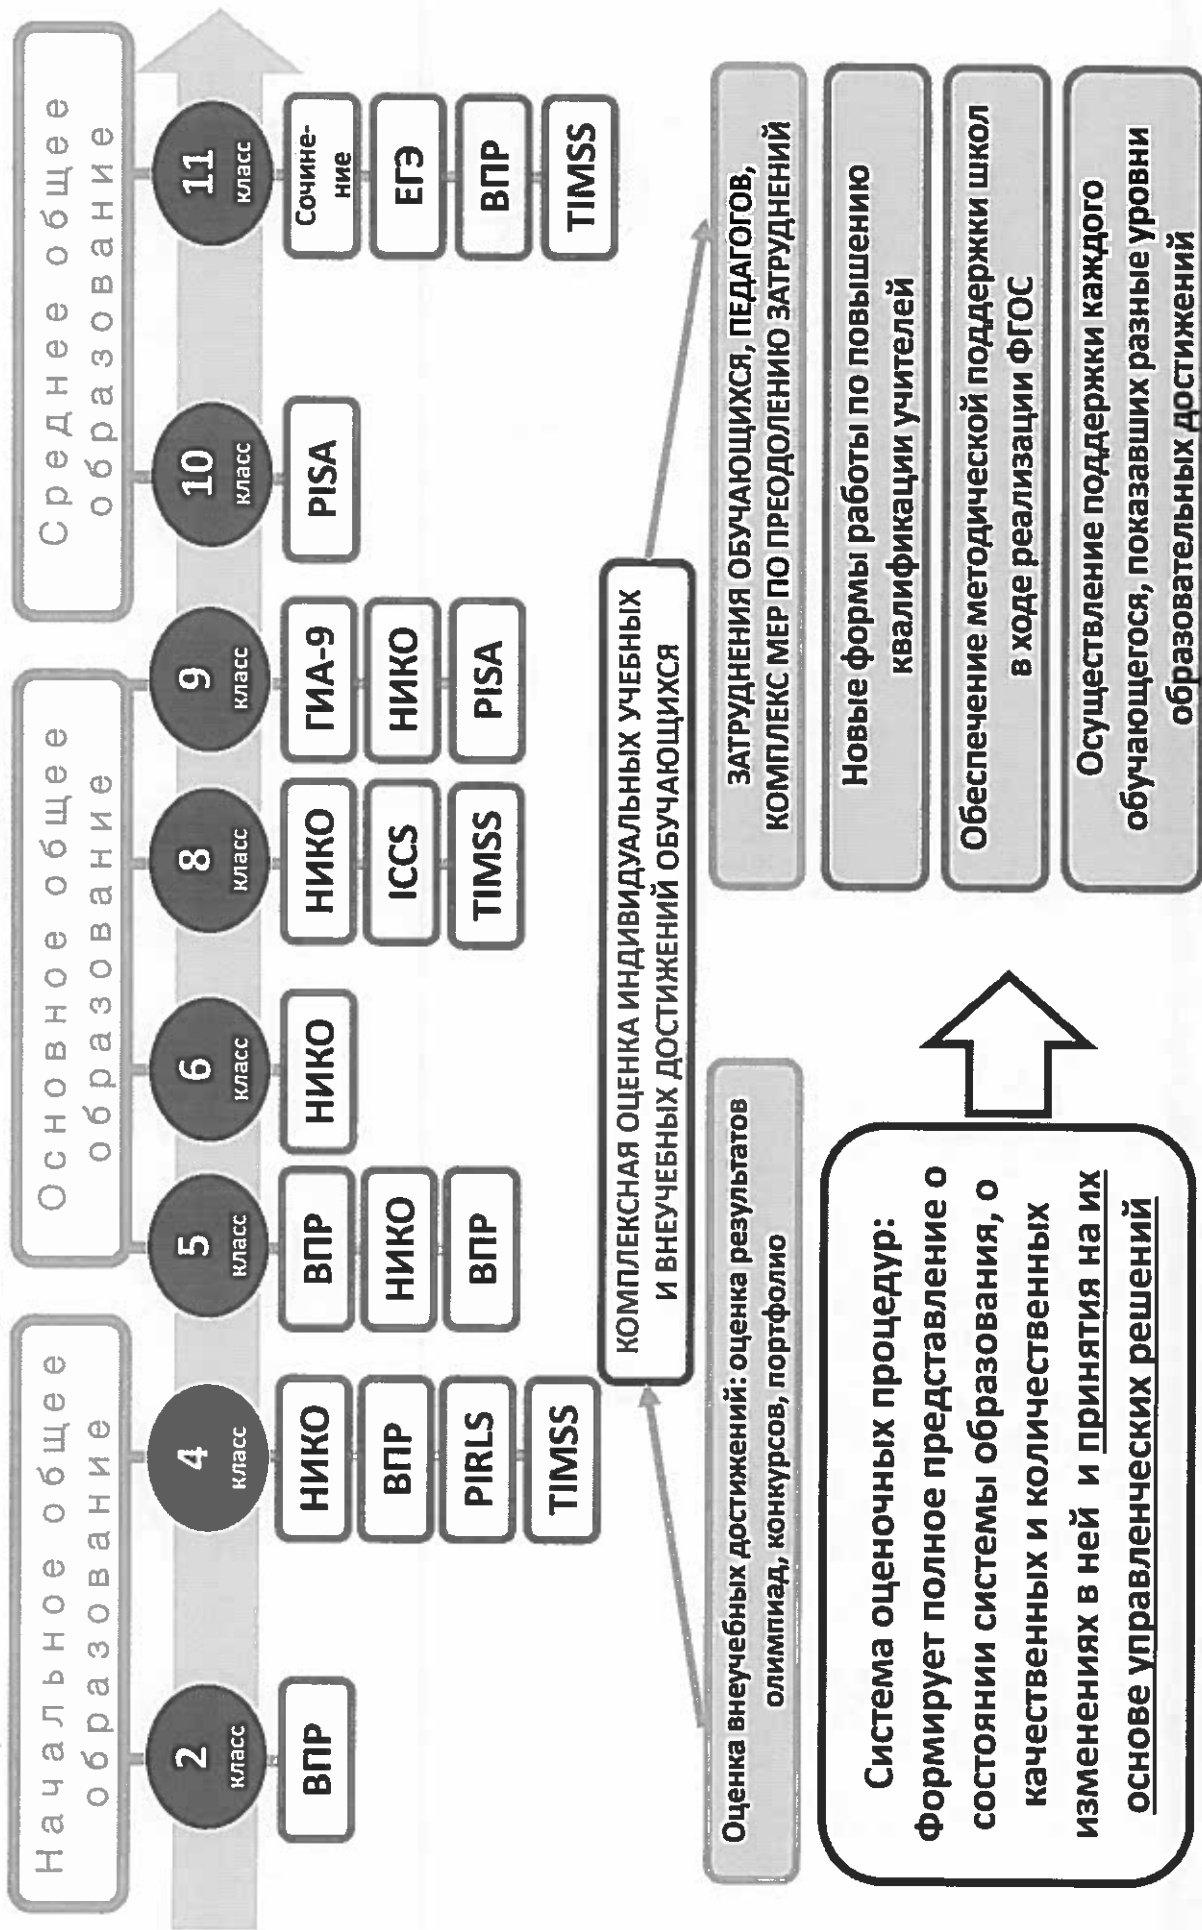 Начальное общее
образование
Основное общее
образование
Среднее общее
образование
2
класс
4
класс
5
класс
6
класс
8
класс
9
класс
10
класс
11
класс
ВПР
НИКО
ВПР
PIRLS
TIMSS
ВПР
НИКО
ВПР
НИКО
НИКО
ICCS
TIMSS
ГИА-9
НИКО
PISA
PISA
Сочине-
ние
ЕГЭ
ВПР
TIMSS
КОМПЛЕКСНАЯ ОЦЕНКА ИНДИВИДУАЛЬНЫХ УЧЕБНЫХ
И ВНЕУЧЕБНЫХ ДОСТИЖЕНИЙ ОБУЧАЮЩИХСЯ
Оценка внеучебных достижений: оценка результатов
олимпиад, конкурсов, портфолио
Система оценочных процедур:
формирует полное представление о
состоянии системы образования, о
качественных и количественных
изменениях в ней и принятия на их
основе управленческих решений
ЗАТРУДНЕНИЯ ОБУЧАЮЩИХСЯ, ПЕДАГОГОВ,
КОМПЛЕКС МЕР ПО ПРЕОДОЛЕНИЮ ЗАТРУДНЕНИЙ
Новые формы работы по повышению
квалификации учителей
Обеспечение методической поддержки школ
в ходе реализации ФГОС
Осуществление поддержки каждого
обучающегося, показавших разные уровни
образовательных достижений